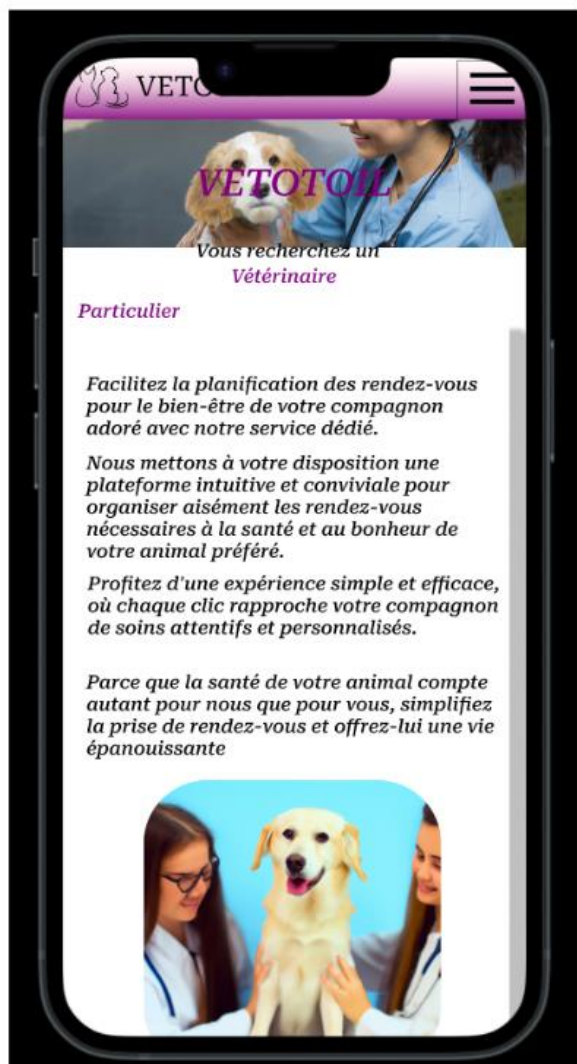 VETO
VETOTOIL
Vous recherchez un
Vétérinaire
Particulier
Facilitez la planification des rendez-vous
pour le bien-être de votre compagnon
adoré avec notre service dédié.
Nous mettons à votre disposition une
plateforme intuitive et conviviale pour
organiser aisément les rendez-vous
nécessaires à la santé et au bonheur de
votre animal préféré.
Profitez d'une expérience simple et efficace,
où chaque clic rapproche votre compagnon
de soins attentifs et personnalisés.
Parce que la santé de votre animal compte
autant pour nous que pour vous, simplifiez
la prise de rendez-vous et offrez-lui une vie
épanouissante